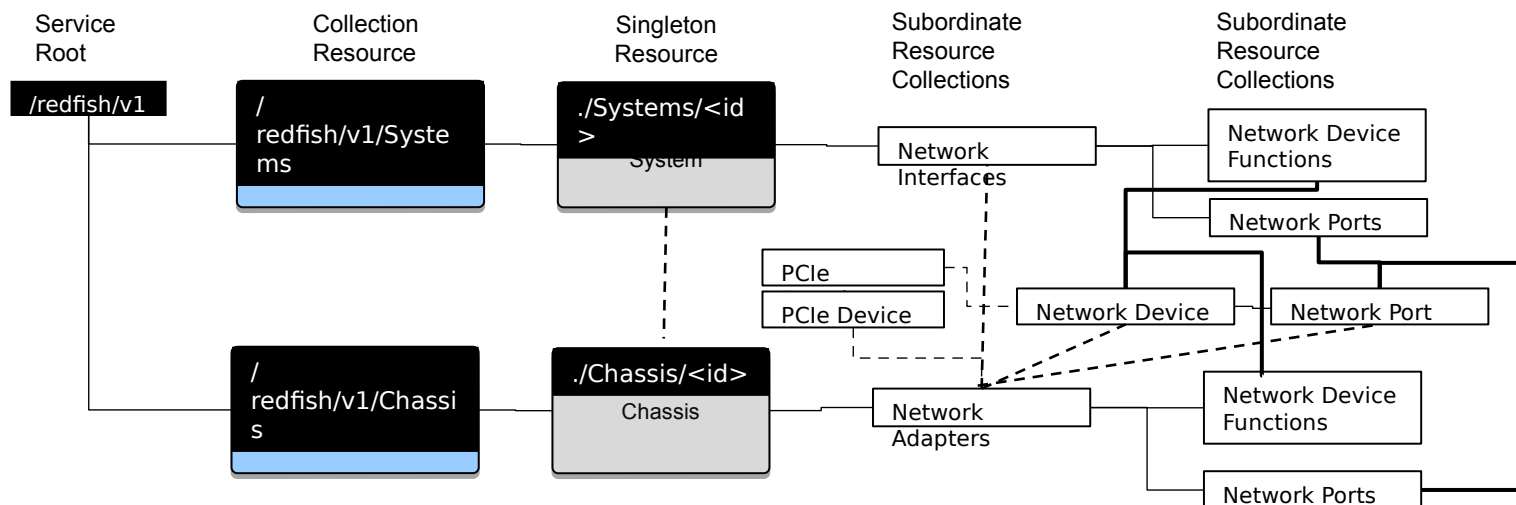 Service
Root
Collection
Resource
Singleton
Resource
Subordinate
Resource
Collections
Subordinate
Resource
Collections
/redfish/v1
/
redfish/v1/Syste
ms
./Systems/<id
>
System
Network
Interfaces
Network Device
Functions
Network Ports
PCIe
PCIe Device
Network Device
Network Port
/
redfish/v1/Chassi
s
./Chassis/<id>
Chassis
Network
Adapters
Network Device
Functions
Network Ports